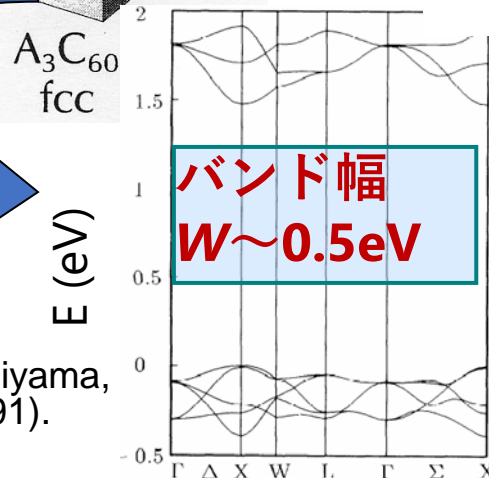 A₃C₆₀
fcc
E (eV)
2
1.5
1
0.5
0
- 0.5
バンド幅
W~0.5eV
iyama,
91).
Γ Δ X W L Γ Σ X